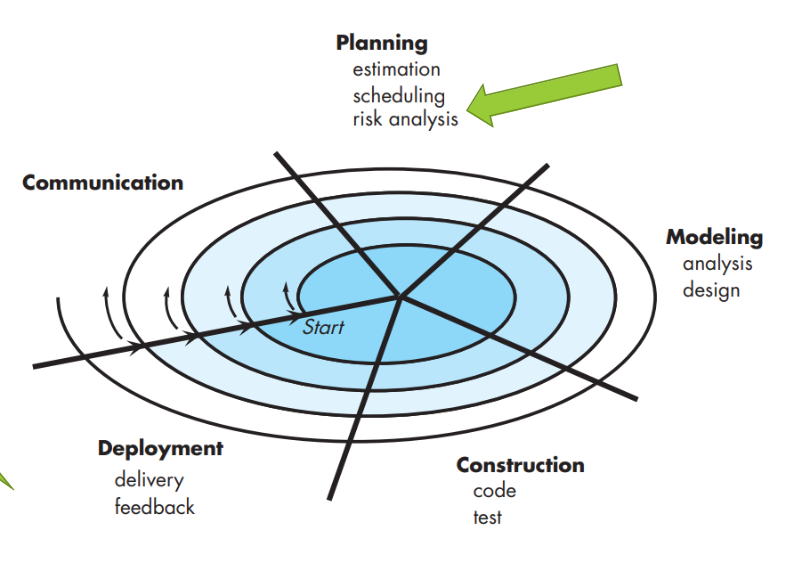 Planning
estimation
scheduling
risk analysis
Communication
Modeling
analysis
design
Start
Deployment
delivery
feedback
Construction
code
test